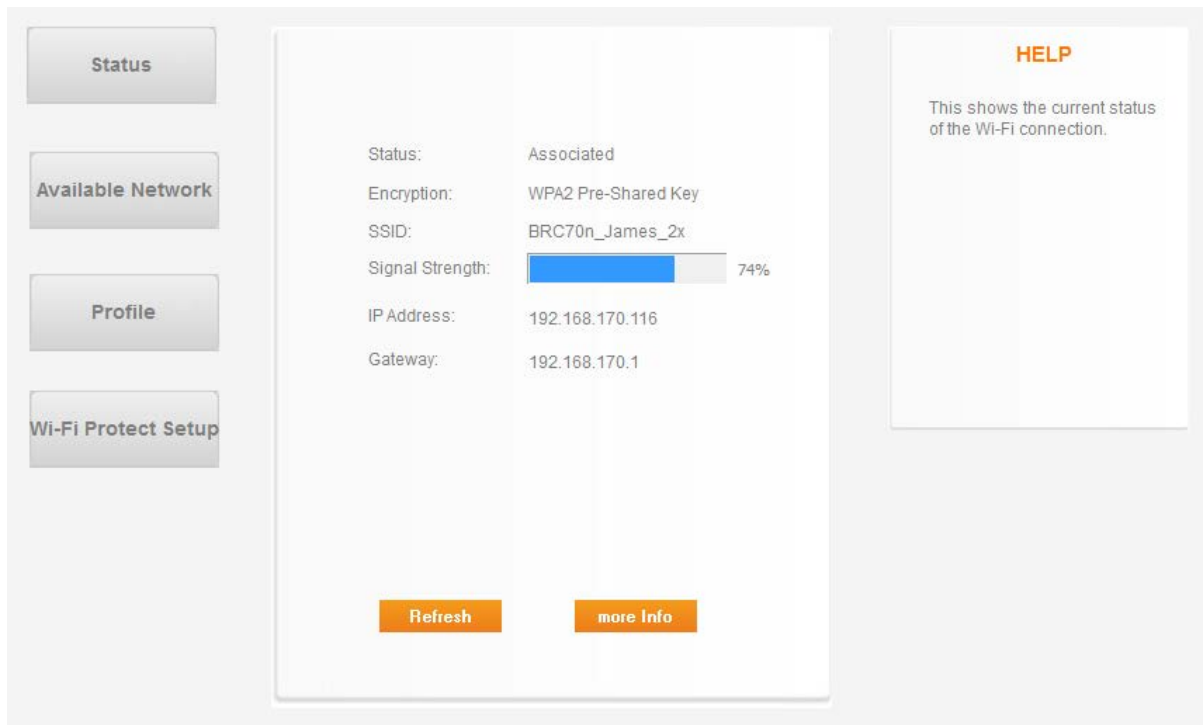 Status
Available Network
Profile
Wi-Fi Protect Setup
Status: Associated
Encryption: WPA2 Pre-Shared Key
SSID: BRC70n_James_2x
Signal Strength: 74%
IP Address: 192.168.170.116
Gateway: 192.168.170.1
Refresh more Info
HELP
This shows the current status
of the Wi-Fi connection.